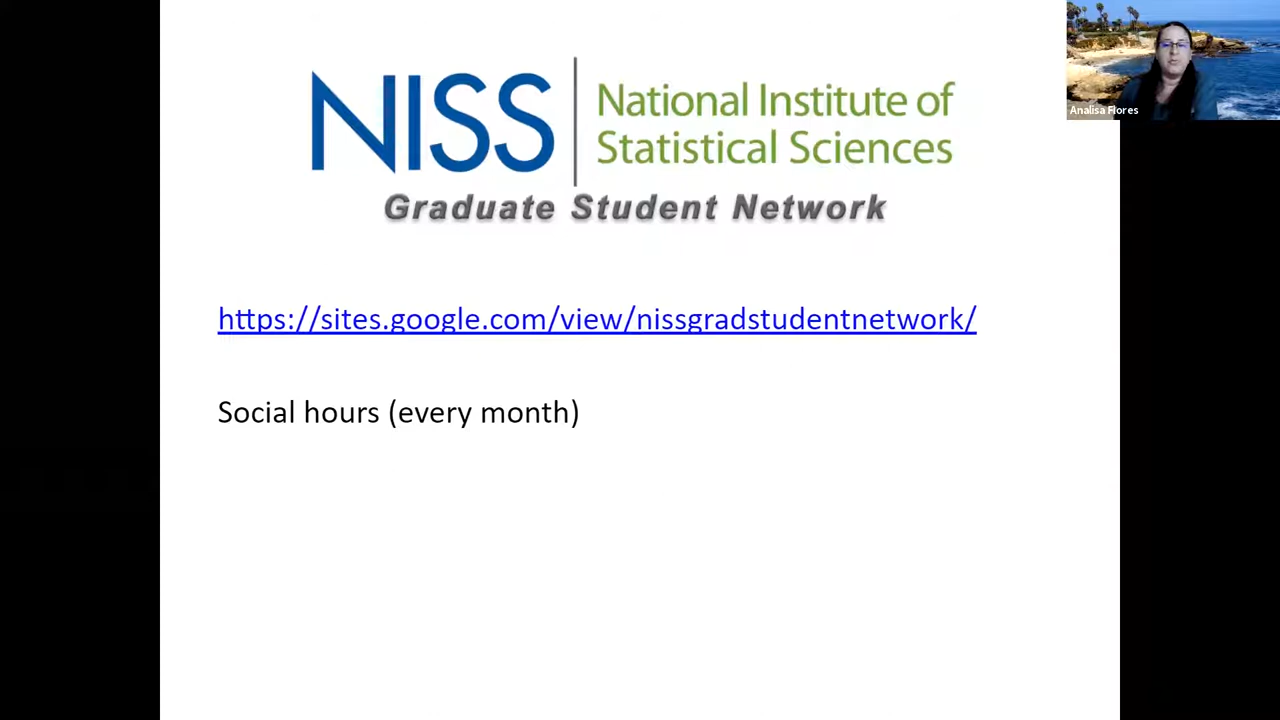 NISS
National Institute of
Statistical Sciences
Graduate Student Network
https://sites.google.com/view/nissgradstudentnetwork/
Social hours (every month)
Analisa Flores